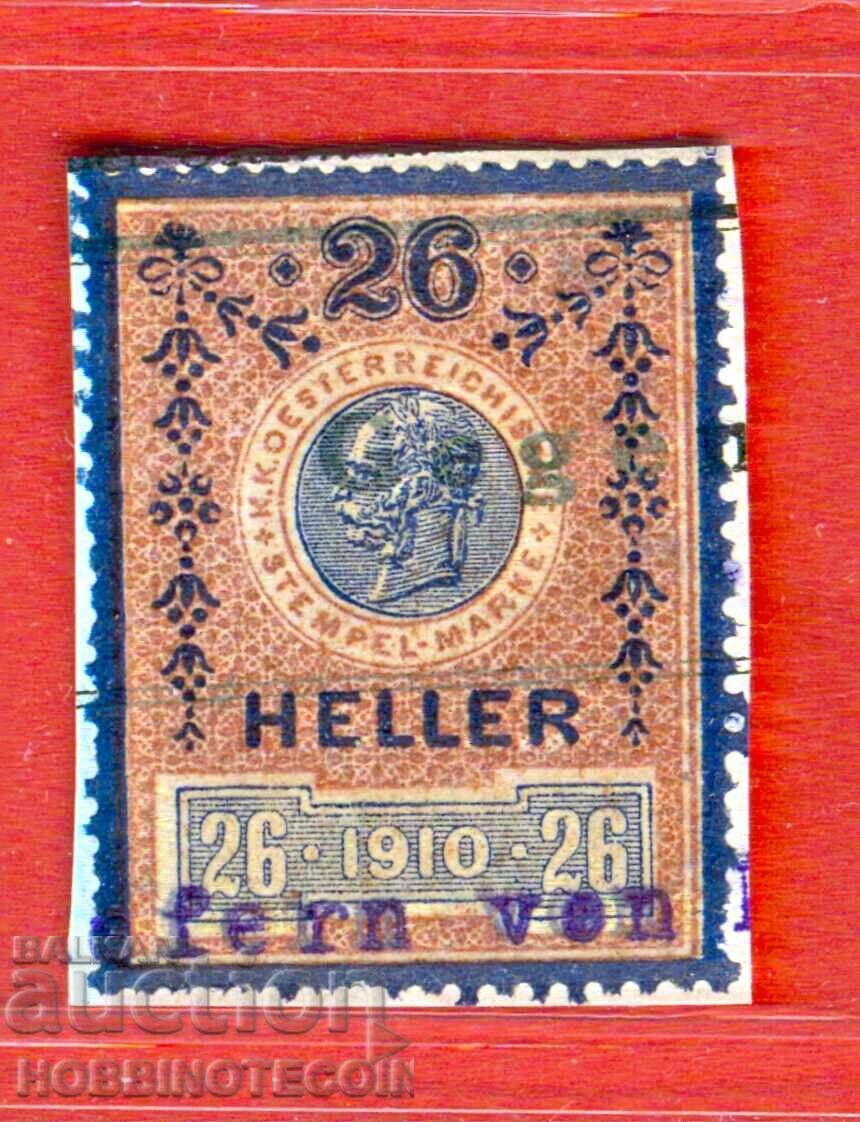 · 26 ·
K.K. OESTERREICHIS
STEMPEL-MARKE
g
HELLER
26 · 1910 · 26
fern von
BALKAN
auction
HOBBINOTECOIN